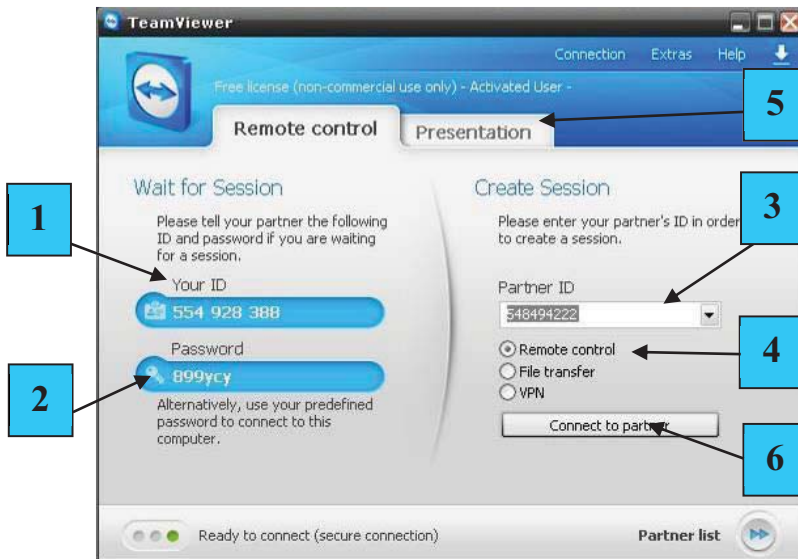 TeamViewer
Connection Extras Help
Free license (non-commercial use only) - Activated User -
5
Remote control
Presentation
Wait for Session
Create Session
1
Please tell your partner the following
ID and password if you are waiting
for a session.
Please enter your partner's ID in order
to create a session.
3
Your ID
554 928 388
Partner ID
548494222
Password
899ycy
2
Remote control
File transfer
VPN
4
Alternatively, use your predefined
password to connect to this
computer.
Connect to partner
6
Ready to connect (secure connection)
Partner list